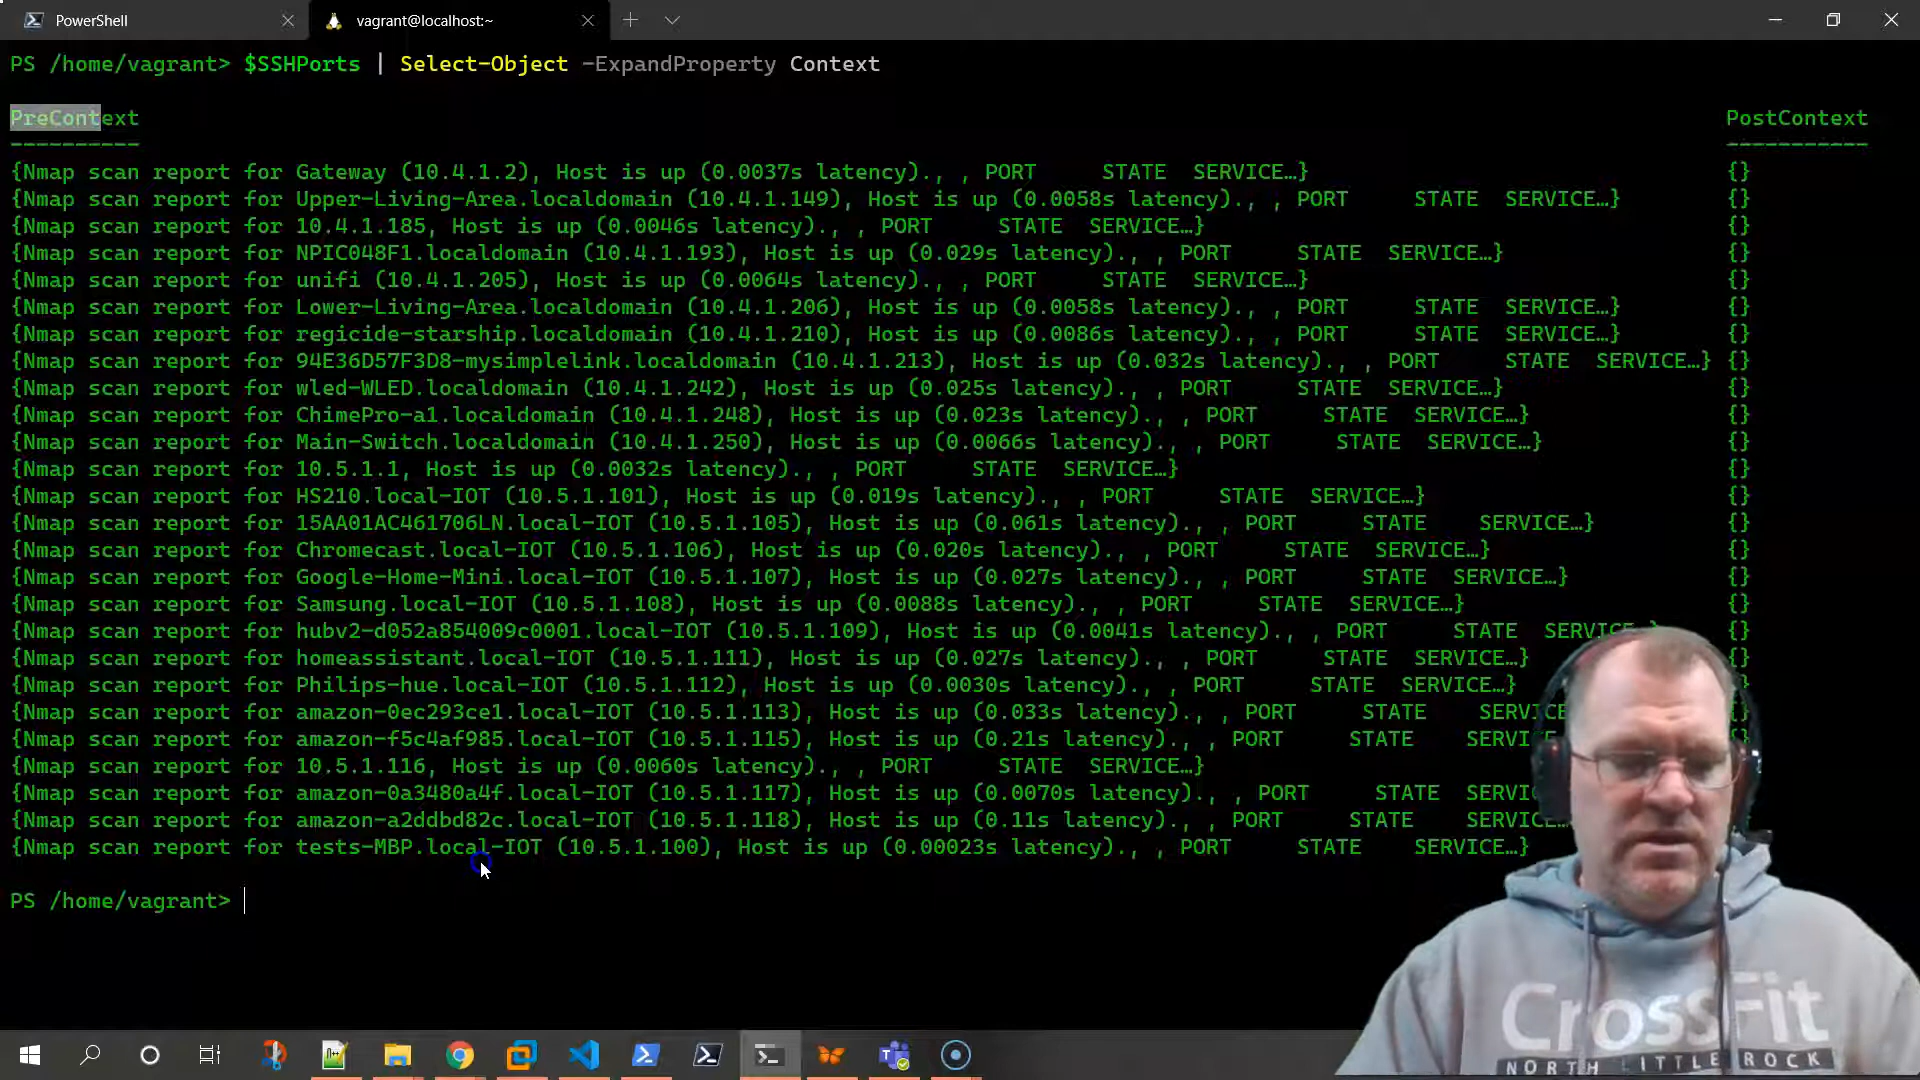 PowerShell vagrant@localhost:~
PS /home/vagrant> $SSHPorts | Select-Object -ExpandProperty Context
PreContext PostContext
---------- -----------
{Nmap scan report for Gateway (10.4.1.2), Host is up (0.0037s latency)., , PORT     STATE  SERVICE…} {}
{Nmap scan report for Upper-Living-Area.localdomain (10.4.1.149), Host is up (0.0058s latency)., , PORT     STATE  SERVICE…} {}
{Nmap scan report for 10.4.1.185, Host is up (0.0046s latency)., , PORT     STATE  SERVICE…} {}
{Nmap scan report for NPIC048F1.localdomain (10.4.1.193), Host is up (0.029s latency)., , PORT     STATE  SERVICE…} {}
{Nmap scan report for unifi (10.4.1.205), Host is up (0.0064s latency)., , PORT     STATE  SERVICE…} {}
{Nmap scan report for Lower-Living-Area.localdomain (10.4.1.206), Host is up (0.0058s latency)., , PORT     STATE  SERVICE…} {}
{Nmap scan report for regicide-starship.localdomain (10.4.1.210), Host is up (0.0086s latency)., , PORT     STATE  SERVICE…} {}
{Nmap scan report for 94E36D57F3D8-mysimplelink.localdomain (10.4.1.213), Host is up (0.032s latency)., , PORT     STATE  SERVICE…} {}
{Nmap scan report for wled-WLED.localdomain (10.4.1.242), Host is up (0.025s latency)., , PORT     STATE  SERVICE…} {}
{Nmap scan report for ChimePro-a1.localdomain (10.4.1.248), Host is up (0.023s latency)., , PORT     STATE  SERVICE…} {}
{Nmap scan report for Main-Switch.localdomain (10.4.1.250), Host is up (0.0066s latency)., , PORT     STATE  SERVICE…} {}
{Nmap scan report for 10.5.1.1, Host is up (0.0032s latency)., , PORT     STATE  SERVICE…} {}
{Nmap scan report for HS210.local-IOT (10.5.1.101), Host is up (0.019s latency)., , PORT     STATE  SERVICE…} {}
{Nmap scan report for 15AA01AC461706LN.local-IOT (10.5.1.105), Host is up (0.061s latency)., , PORT     STATE    SERVICE…} {}
{Nmap scan report for Chromecast.local-IOT (10.5.1.106), Host is up (0.020s latency)., , PORT     STATE  SERVICE…} {}
{Nmap scan report for Google-Home-Mini.local-IOT (10.5.1.107), Host is up (0.027s latency)., , PORT     STATE  SERVICE…} {}
{Nmap scan report for Samsung.local-IOT (10.5.1.108), Host is up (0.0088s latency)., , PORT     STATE  SERVICE…} {}
{Nmap scan report for hubv2-d052a854009c0001.local-IOT (10.5.1.109), Host is up (0.0041s latency)., , PORT     STATE  SERVICE…} {}
{Nmap scan report for homeassistant.local-IOT (10.5.1.111), Host is up (0.027s latency)., , PORT     STATE  SERVICE…} {}
{Nmap scan report for Philips-hue.local-IOT (10.5.1.112), Host is up (0.0030s latency)., , PORT     STATE  SERVICE…}
{Nmap scan report for amazon-0ec293ce1.local-IOT (10.5.1.113), Host is up (0.033s latency)., , PORT     STATE
{Nmap scan report for amazon-f5c4af985.local-IOT (10.5.1.115), Host is up (0.21s latency)., , PORT     STATE
{Nmap scan report for 10.5.1.116, Host is up (0.0060s latency)., , PORT     STATE  SERVICE…}
{Nmap scan report for amazon-0a3480a4f.local-IOT (10.5.1.117), Host is up (0.0070s latency)., , PORT     STATE
{Nmap scan report for amazon-a2ddbd82c.local-IOT (10.5.1.118), Host is up (0.11s latency)., , PORT     STATE
{Nmap scan report for tests-MBP.local-IOT (10.5.1.100), Host is up (0.00023s latency)., , PORT     STATE  SERVICE…}
PS /home/vagrant>
CrossFit
NORTH LITTLE ROCK